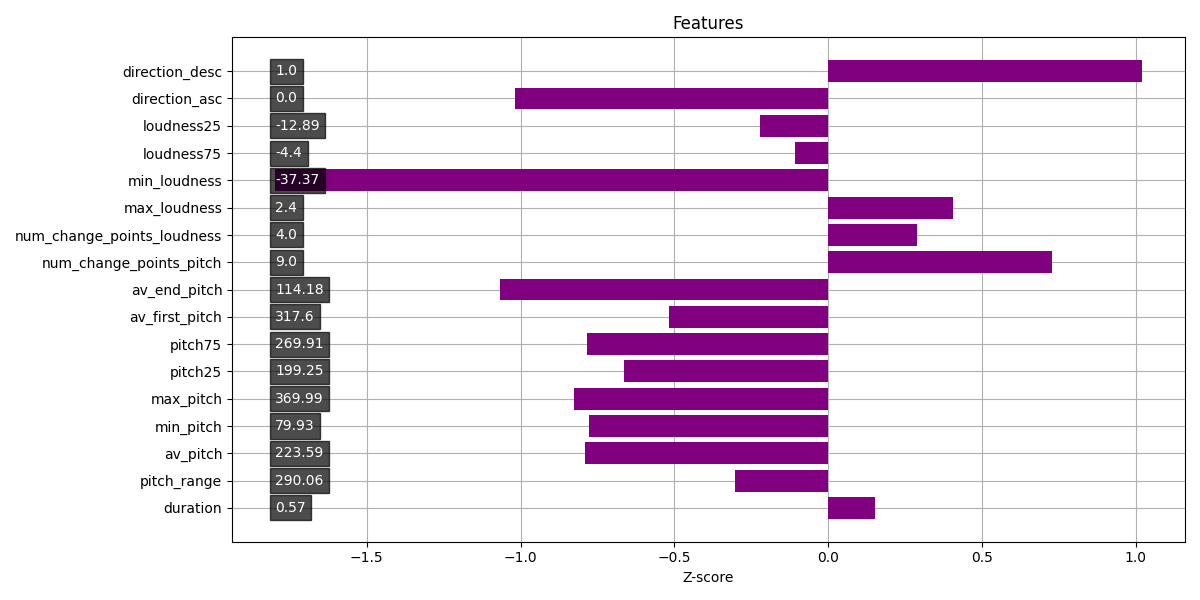 Features
direction_desc 1.0
direction_asc 0.0
loudness25 -12.89
loudness75 -4.4
min_loudness -37.37
max_loudness 2.4
num_change_points_loudness 4.0
num_change_points_pitch 9.0
av_end_pitch 114.18
av_first_pitch 317.6
pitch75 269.91
pitch25 199.25
max_pitch 369.99
min_pitch 79.93
av_pitch 223.59
pitch_range 290.06
duration 0.57
−1.5 −1.0 −0.5 0.0 0.5 1.0
Z-score